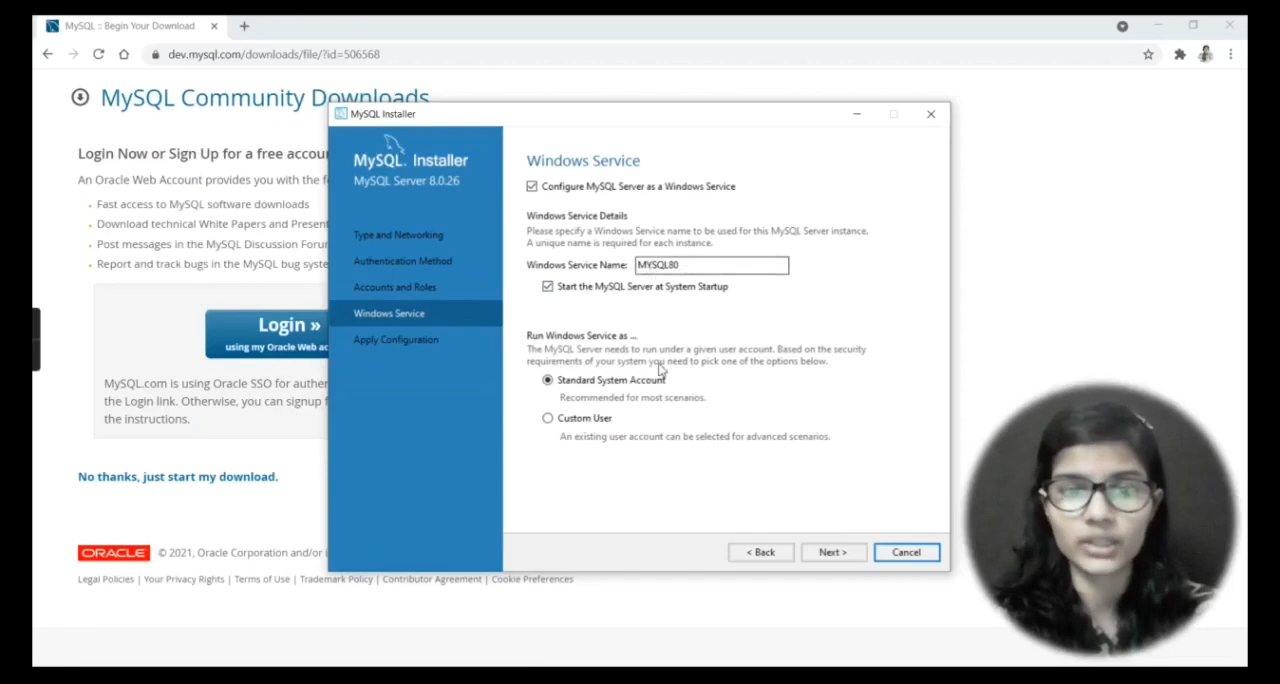 MySQL :: Begin Your Download
dev.mysql.com/downloads/file/?id=506568
MySQL Community Downloads
Login Now or Sign Up for a free accou
An Oracle Web Account provides you with the f
Fast access to MySQL software downloads
Download technical White Papers and Presen
Post messages in the MySQL Discussion Foru
Report and track bugs in the MySQL bug syste
Login »
using my Oracle Web ac
MySQL.com is using Oracle SSO for authen
the Login link. Otherwise, you can signup f
the instructions.
No thanks, just start my download.
ORACLE © 2021, Oracle Corporation and/or i
Legal Policies | Your Privacy Rights | Terms of Use | Trademark Policy | Contributor Agreement | Cookie Preferences
MySQL Installer
MySQL. Installer
MySQL Server 8.0.26
Type and Networking
Authentication Method
Accounts and Roles
Windows Service
Apply Configuration
Windows Service
Configure MySQL Server as a Windows Service
Windows Service Details
Please specify a Windows Service name to be used for this MySQL Server instance.
A unique name is required for each instance.
Windows Service Name: MYSQL80
Start the MySQL Server at System Startup
Run Windows Service as ...
The MySQL Server needs to run under a given user account. Based on the security
requirements of your system you need to pick one of the options below.
Standard System Account
Recommended for most scenarios.
Custom User
An existing user account can be selected for advanced scenarios.
< Back
Next >
Cancel